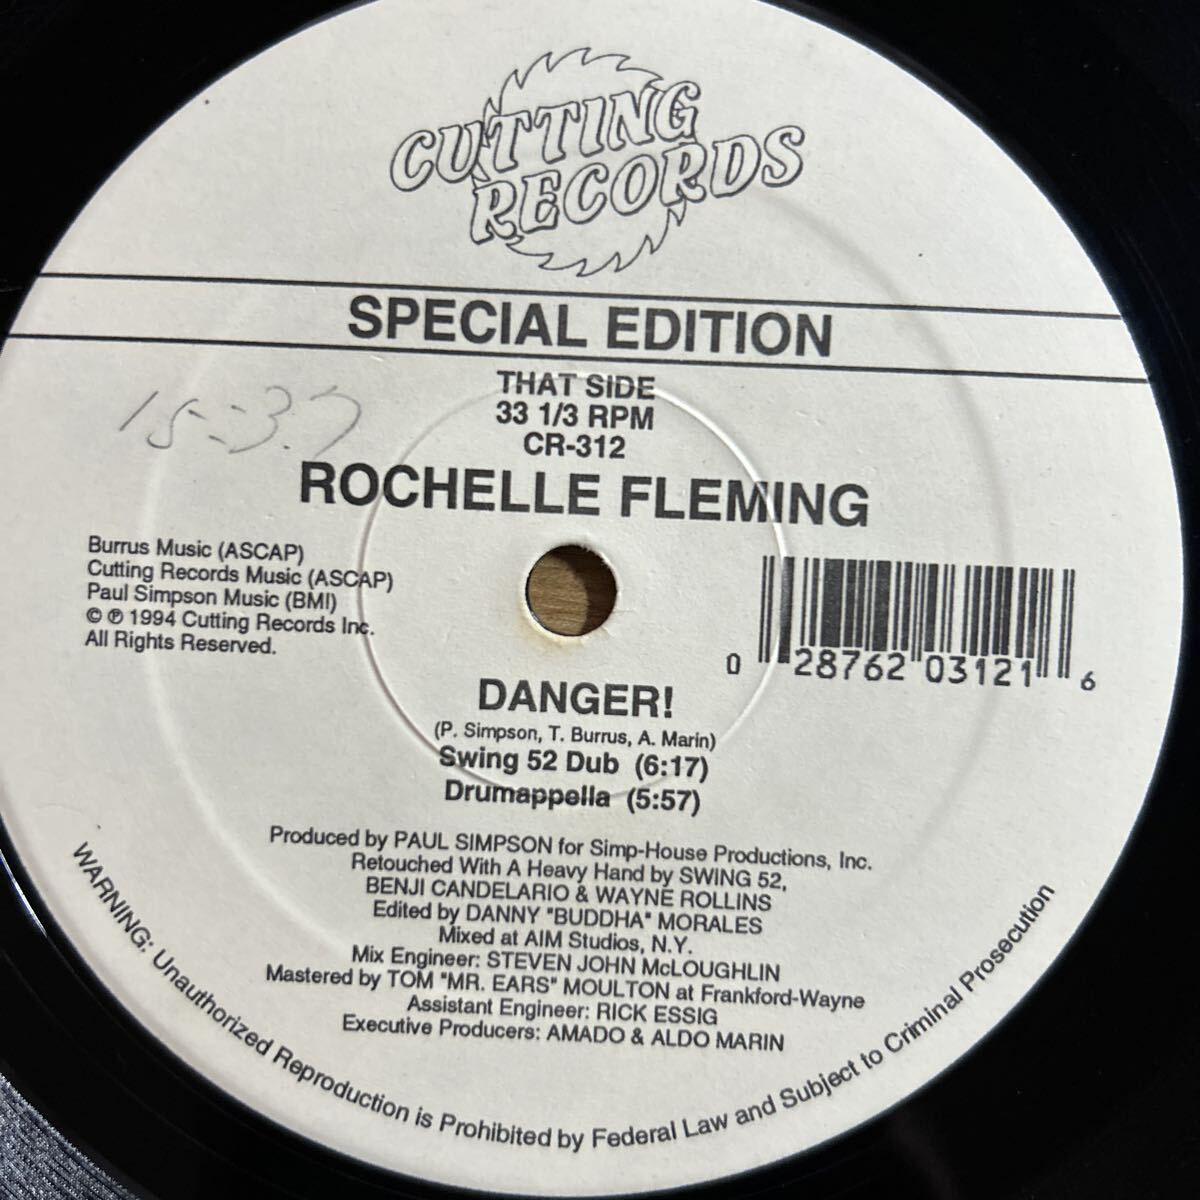 CUTTING
RECORDS
SPECIAL EDITION
THAT SIDE
33 1/3 RPM
CR-312
15-:3.7
ROCHELLE FLEMING
Burrus Music (ASCAP)
Cutting Records Music (ASCAP)
Paul Simpson Music (BMI)
© ℗ 1994 Cutting Records Inc.
All Rights Reserved.
0 28762 03121 6
DANGER!
(P. Simpson, T. Burrus, A. Marin)
Swing 52 Dub (6:17)
Drumappella (5:57)
Produced by PAUL SIMPSON for Simp-House Productions, Inc.
Retouched With A Heavy Hand by SWING 52,
BENJI CANDELARIO & WAYNE ROLLINS
Edited by DANNY "BUDDHA" MORALES
Mixed at AIM Studios, N.Y.
Mix Engineer: STEVEN JOHN McLOUGHLIN
Mastered by TOM "MR. EARS" MOULTON at Frankford-Wayne
Assistant Engineer: RICK ESSIG
Executive Producers: AMADO & ALDO MARIN
WARNING: Unauthorized Reproduction is Prohibited by Federal Law and Subject to Criminal Prosecution